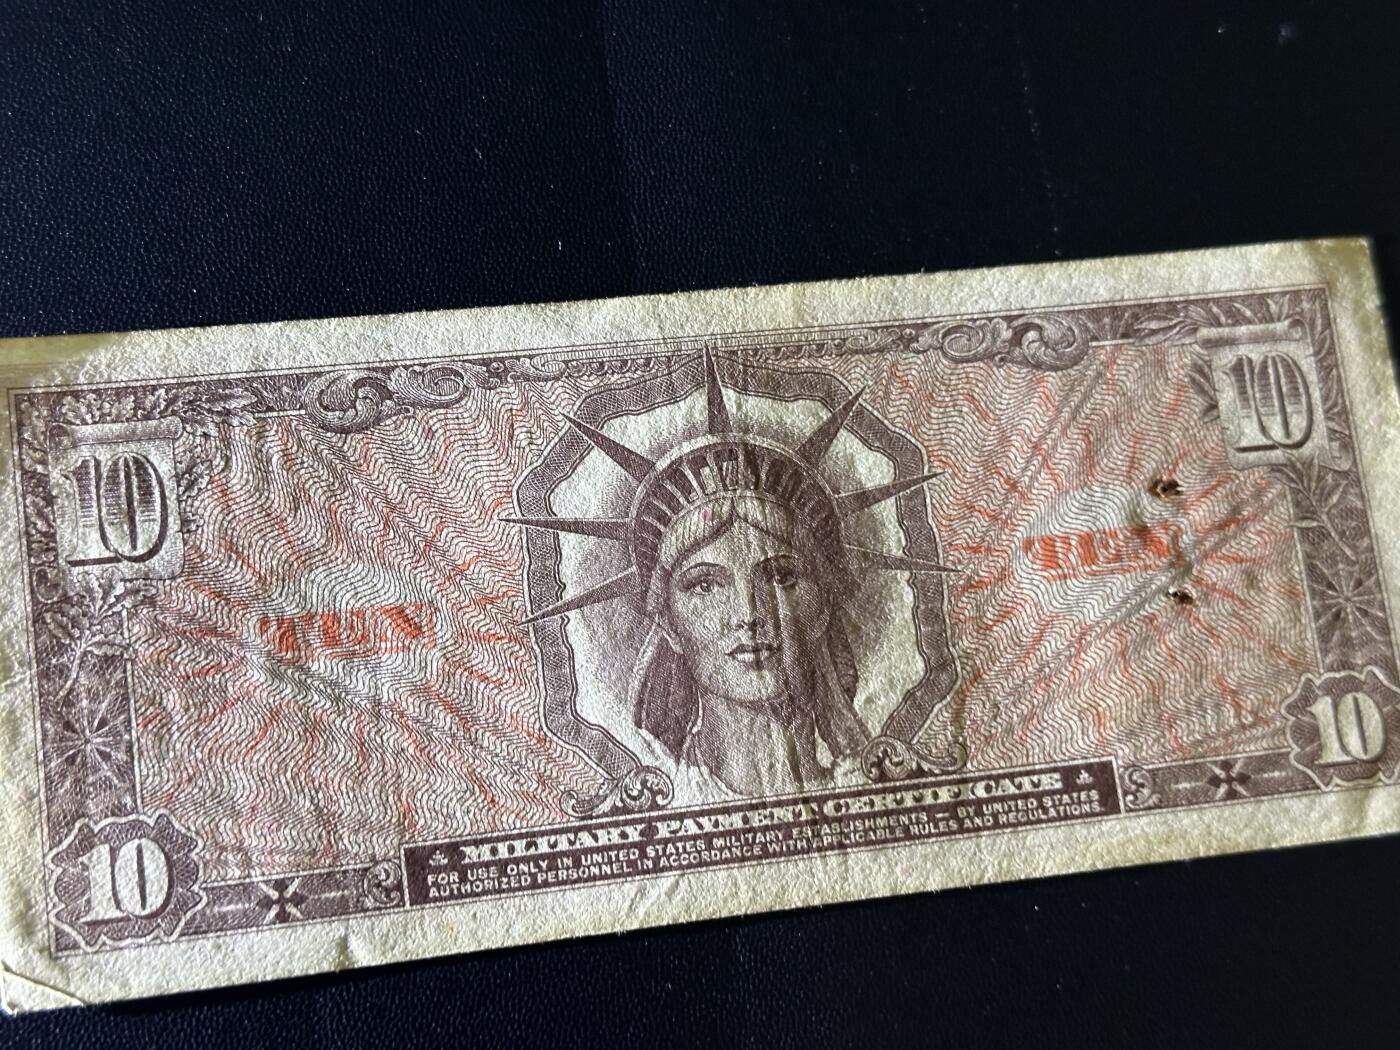 10
10
TEN
TEN
MILITARY PAYMENT CERTIFICATE
FOR USE ONLY IN UNITED STATES MILITARY ESTABLISHMENTS — BY UNITED STATES
AUTHORIZED PERSONNEL IN ACCORDANCE WITH APPLICABLE RULES AND REGULATIONS
10
10